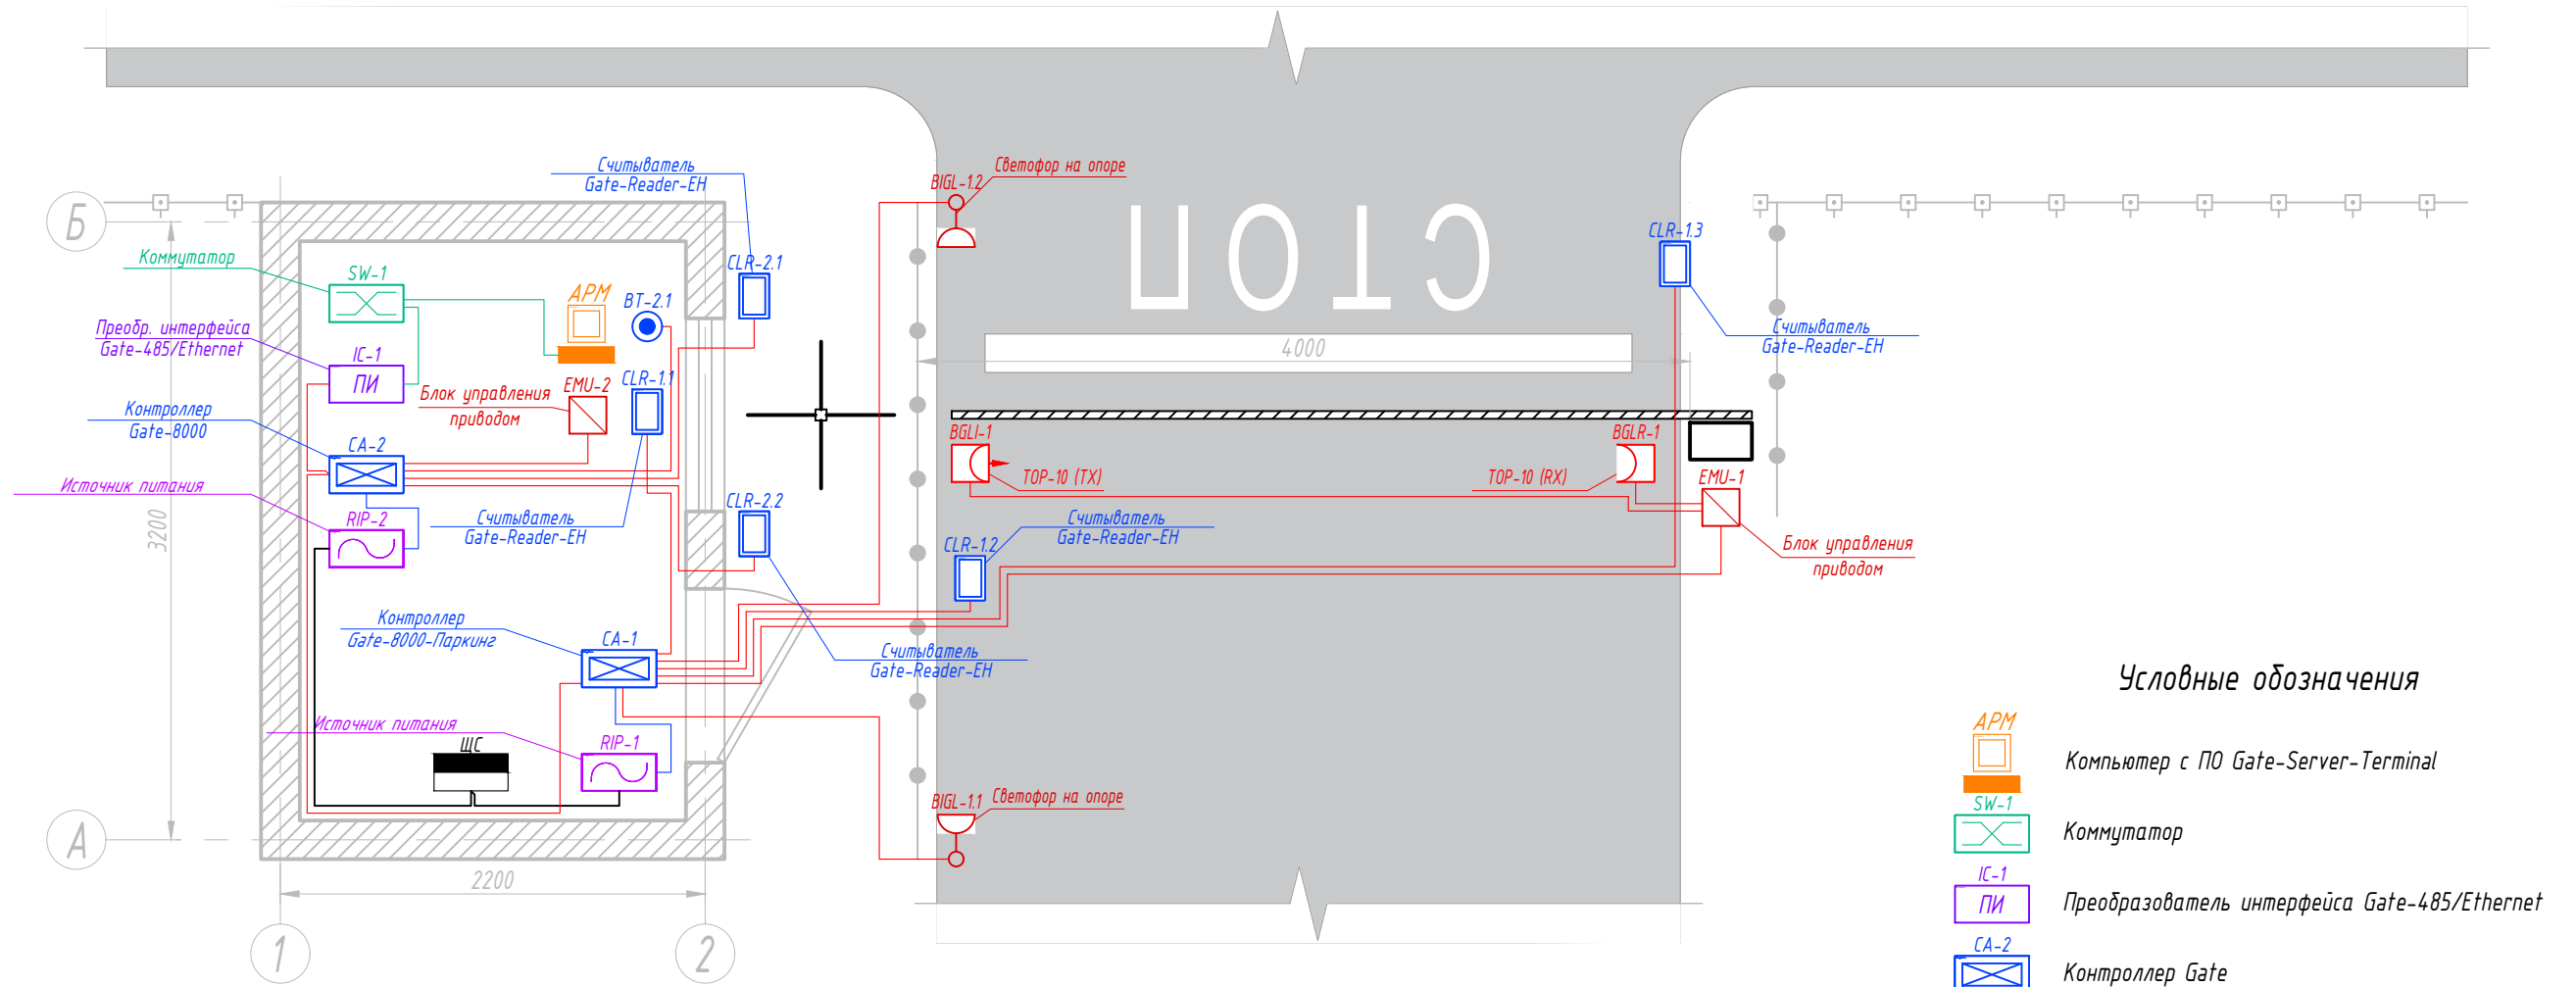 Считыватель
Gate-Reader-EH
BIGL-1.2
Светофор на опоре
Б
СТОП
CLR-1.3
Коммутатор
SW-1
АРМ
BT-2.1
CLR-2.1
Преобр. интерфейса
Gate-485/Ethernet
IC-1
ПИ
Считыватель
Gate-Reader-EH
4000
Блок управления
приводом
EMU-2
CLR-1.1
Контроллер
Gate-8000
CA-2
BGLI-1
BGLR-1
TOP-10 (TX)
TOP-10 (RX)
EMU-1
Источник питания
RIP-2
3200
Считыватель
Gate-Reader-EH
CLR-2.2
Считыватель
Gate-Reader-EH
CLR-1.2
Блок управления
приводом
Контроллер
Gate-8000-Паркинг
CA-1
Считыватель
Gate-Reader-EH
Источник питания
ЩС
RIP-1
BIGL-1.1
Светофор на опоре
А
2200
1
2
Условные обозначения
АРМ
Компьютер с ПО Gate-Server-Terminal
SW-1
Коммутатор
IC-1
ПИ
Преобразователь интерфейса Gate-485/Ethernet
CA-2
Контроллер Gate